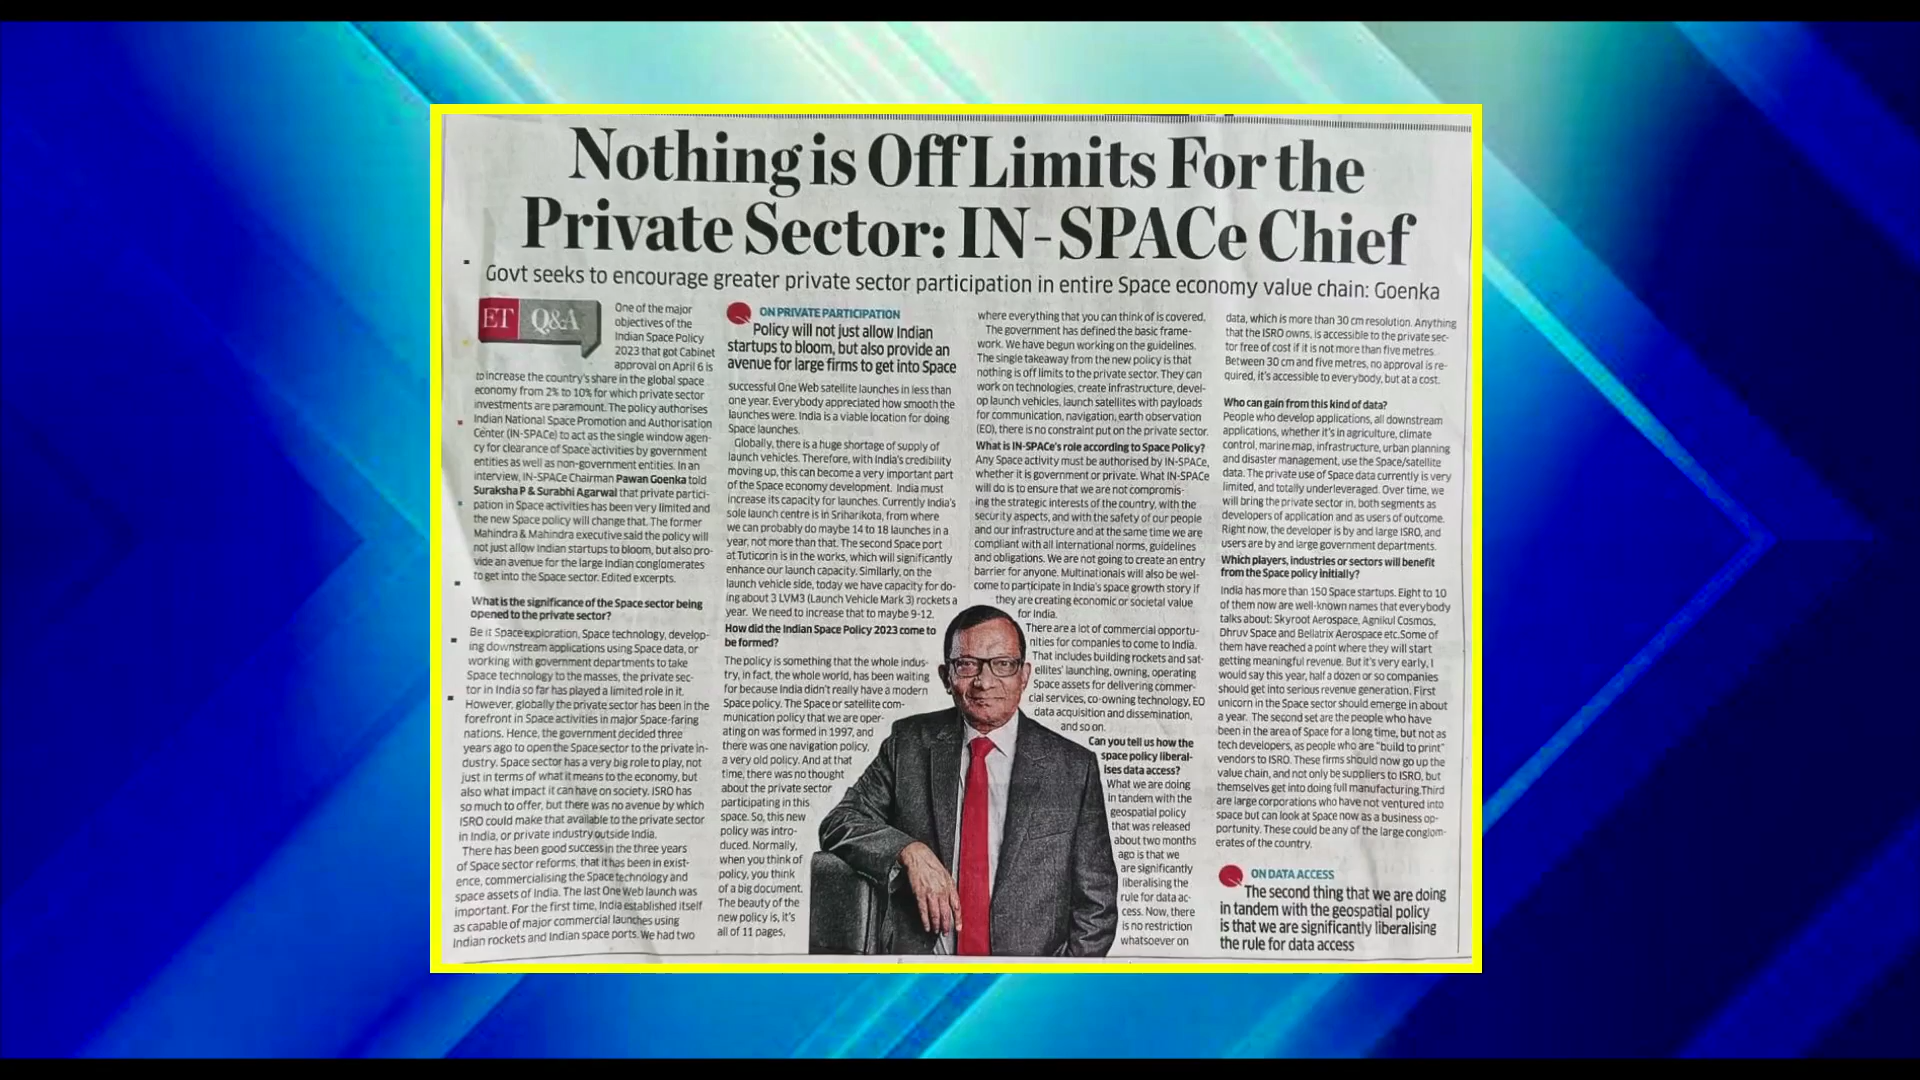 Nothing is Off Limits For the
Private Sector: IN-SPACe Chief
Govt seeks to encourage greater private sector participation in entire Space economy value chain: Goenka
ET Q&A
One of the major
objectives of the
Indian Space Policy
2023 that got Cabinet
approval on April 6 is
to increase the country's share in the global space
economy from 2% to 10% for which private sector
investments are paramount. The policy authorises
Indian National Space Promotion and Authorisation
Center (IN-SPACe) to act as the single window agen-
cy for clearance of Space activities by government
entities as well as non-government entities. In an
interview, IN-SPACe Chairman Pawan Goenka told
Suraksha P & Surabhi Agarwal that private partici-
pation in Space activities has been very limited and
the new Space policy will change that. The former
Mahindra & Mahindra executive said the policy will
not just allow Indian startups to bloom, but also pro-
vide an avenue for the large Indian conglomerates
to get into the Space sector. Edited excerpts.
What is the significance of the Space sector being
opened to the private sector?
Be it Space exploration, Space technology, develop-
ing downstream applications using Space data, or
working with government departments to take
Space technology to the masses, the private sec-
tor in India so far has played a limited role in it.
However, globally the private sector has been in the
forefront in Space activities in major Space-faring
nations. Hence, the government decided three
years ago to open the Space sector to the private in-
dustry. Space sector has a very big role to play, not
just in terms of what it means to the economy, but
also what impact it can have on society. ISRO has
so much to offer, but there was no avenue by which
ISRO could make that available to the private sector
in India, or private industry outside India.
There has been good success in the three years
of Space sector reforms, that it has been in exist-
ence, commercialising the Space technology and
space assets of India. The last One Web launch was
important. For the first time, India established itself
as capable of major commercial launches using
Indian rockets and Indian space ports. We had two
ON PRIVATE PARTICIPATION
Policy will not just allow Indian
startups to bloom, but also provide an
avenue for large firms to get into Space
successful One Web satellite launches in less than
one year. Everybody appreciated how smooth the
launches were. India is a viable location for doing
Space launches.
Globally, there is a huge shortage of supply of
launch vehicles. Therefore, with India's credibility
moving up, this can become a very important part
of the Space economy development. India must
increase its capacity for launches. Currently India's
sole launch centre is in Sriharikota, from where
we can probably do maybe 14 to 18 launches in a
year, not more than that. The second Space port
at Tuticorin is in the works, which will significantly
enhance our launch capacity. Similarly, on the
launch vehicle side, today we have capacity for do-
ing about 3 LVM3 (Launch Vehicle Mark 3) rockets a
year. We need to increase that to maybe 9-12.
How did the Indian Space Policy 2023 come to
be formed?
The policy is something that the whole indus-
try, in fact, the whole world, has been waiting
for because India didn't really have a modern
Space policy. The Space or satellite com-
munication policy that we are oper-
ating on was formed in 1997, and
there was one navigation policy,
a very old policy. And at that
time, there was no thought
about the private sector
participating in this
space. So, this new
policy was intro-
duced. Normally,
when you think of
policy, you think
of a big document.
The beauty of the
new policy is, it's
all of 11 pages,
where everything that you can think of is covered.
The government has defined the basic frame-
work. We have begun working on the guidelines.
The single takeaway from the new policy is that
nothing is off limits to the private sector. They can
work on technologies, create infrastructure, devel-
op launch vehicles, launch satellites with payloads
for communication, navigation, earth observation
(EO), there is no constraint put on the private sector.
What is IN-SPACe's role according to Space Policy?
Any Space activity must be authorised by IN-SPACe,
whether it is government or private. What IN-SPACe
will do is to ensure that we are not compromis-
ing the strategic interests of the country, with the
security aspects, and with the safety of our people
and our infrastructure and at the same time we are
compliant with all international norms, guidelines
and obligations. We are not going to create an entry
barrier for anyone. Multinationals will also be wel-
come to participate in India's space growth story if
they are creating economic or societal value
for India.
There are a lot of commercial opportu-
nities for companies to come to India.
That includes building rockets and sat-
ellites' launching, owning, operating
Space assets for delivering commer-
cial services, co-owning technology, EO
data acquisition and dissemination,
and so on.
Can you tell us how the
space policy liberal-
ises data access?
What we are doing
in tandem with the
geospatial policy
that was released
about two months
ago is that we
are significantly
liberalising the
rule for data ac-
cess. Now, there
is no restriction
whatsoever on
data, which is more than 30 cm resolution. Anything
that the ISRO owns, is accessible to the private sec-
tor free of cost if it is not more than five metres.
Between 30 cm and five metres, no approval is re-
quired, it's accessible to everybody, but at a cost.
Who can gain from this kind of data?
People who develop applications, all downstream
applications, whether it's in agriculture, climate
control, marine map, infrastructure, urban planning
and disaster management, use the Space/satellite
data. The private use of Space data currently is very
limited, and totally underleveraged. Over time, we
will bring the private sector in, both segments as
developers of application and as users of outcome.
Right now, the developer is by and large ISRO, and
users are by and large government departments.
Which players, industries or sectors will benefit
from the Space policy initially?
India has more than 150 Space startups. Eight to 10
of them now are well-known names that everybody
talks about: Skyroot Aerospace, Agnikul Cosmos,
Dhruv Space and Bellatrix Aerospace etc.Some of
them have reached a point where they will start
getting meaningful revenue. But it's very early. I
would say this year, half a dozen or so companies
should get into serious revenue generation. First
unicorn in the Space sector should emerge in about
a year. The second set are the people who have
been in the area of Space for a long time, but not as
tech developers, as people who are "build to print"
vendors to ISRO. These firms should now go up the
value chain, and not only be suppliers to ISRO, but
themselves get into doing full manufacturing.Third
are large corporations who have not ventured into
space but can look at Space now as a business op-
portunity. These could be any of the large conglom-
erates of the country.
ON DATA ACCESS
The second thing that we are doing
in tandem with the geospatial policy
is that we are significantly liberalising
the rule for data access